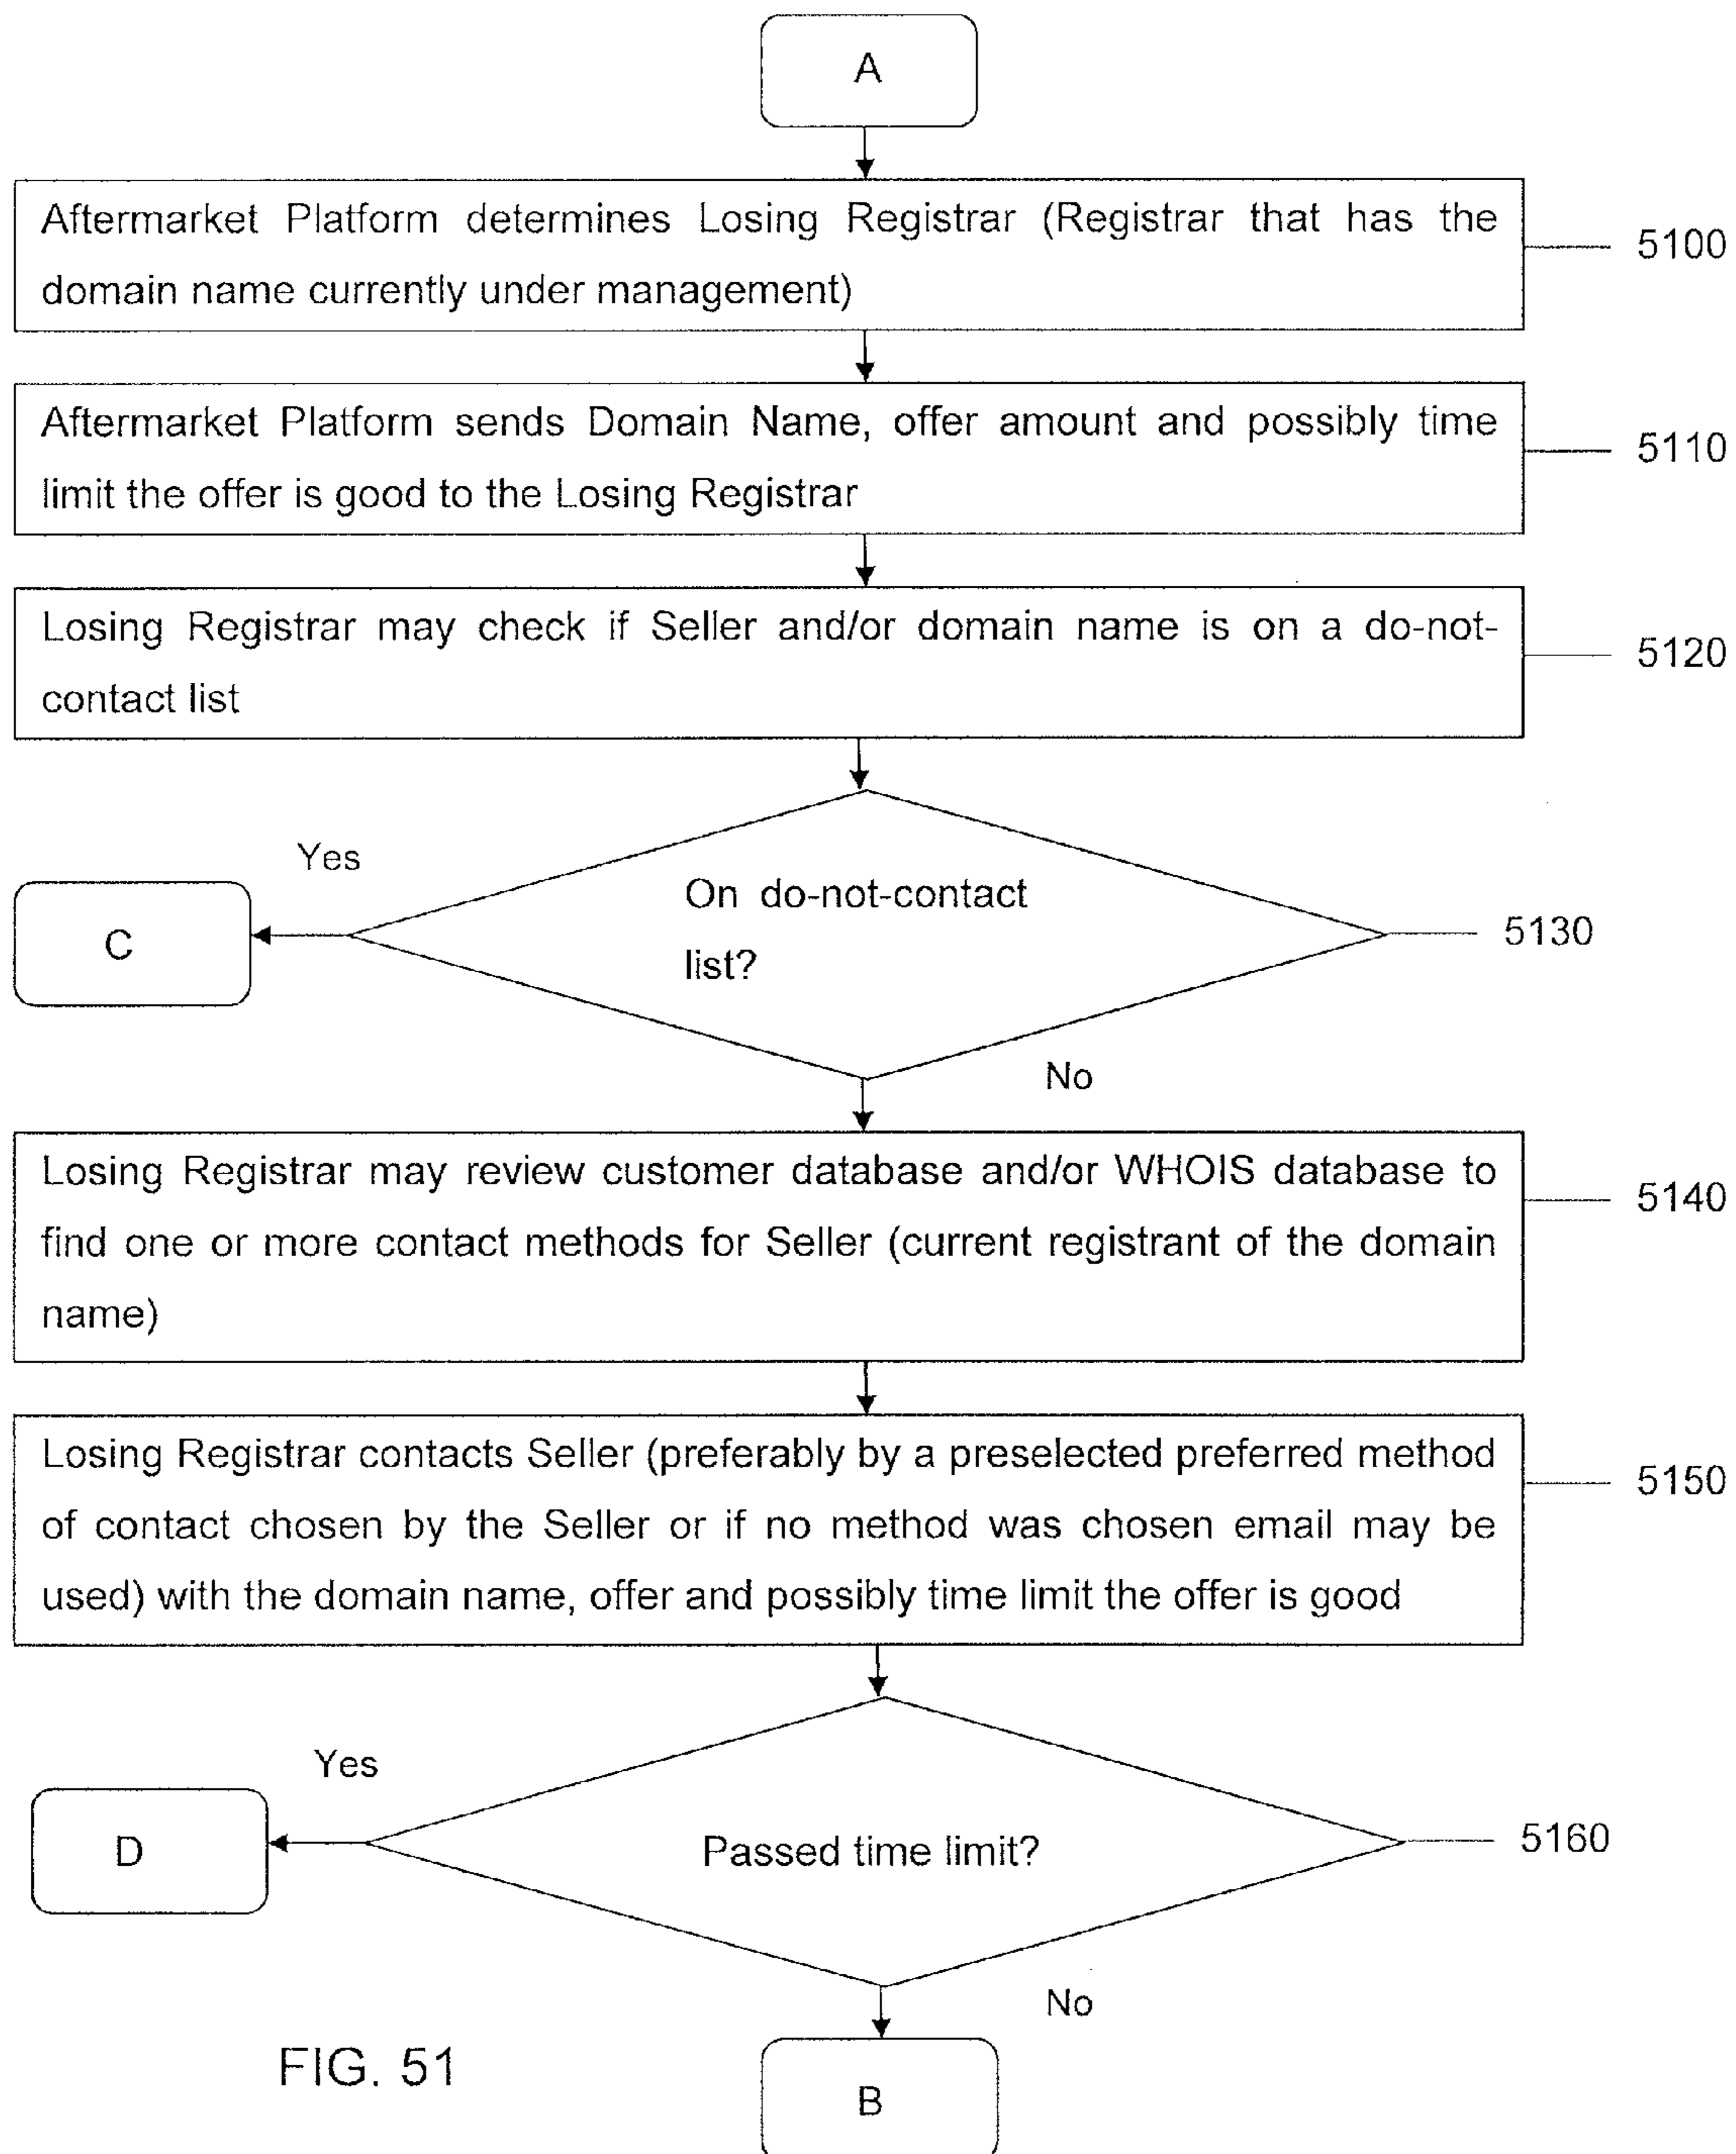 A
Aftermarket Platform determines Losing Registrar (Registrar that has the
domain name currently under management)
5100
Aftermarket Platform sends Domain Name, offer amount and possibly time
limit the offer is good to the Losing Registrar
5110
Losing Registrar may check if Seller and/or domain name is on a do-not-
contact list
5120
Yes
C
On do-not-contact
list?
5130
No
Losing Registrar may review customer database and/or WHOIS database to
find one or more contact methods for Seller (current registrant of the domain
name)
5140
Losing Registrar contacts Seller (preferably by a preselected preferred method
of contact chosen by the Seller or if no method was chosen email may be
used) with the domain name, offer and possibly time limit the offer is good
5150
Yes
D
Passed time limit?
5160
No
FIG. 51
B